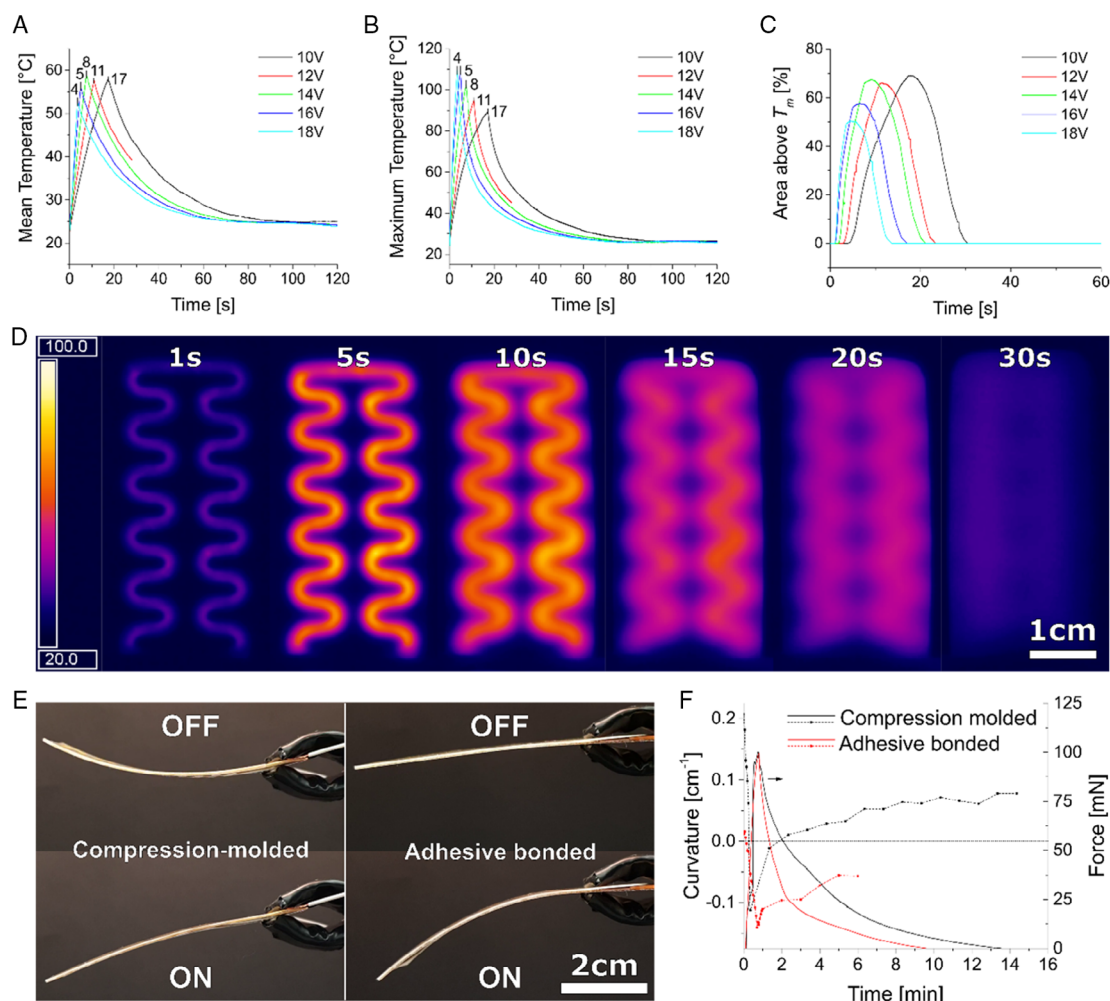 A
Mean Temperature [°C]
60
50
40
30
20
4
5
8
11
17
10V
12V
14V
16V
18V
0 20 40 60 80 100 120
Time [s]
B
Maximum Temperature [°C]
120
100
80
60
40
20
4
5
8
11
17
10V
12V
14V
16V
18V
0 20 40 60 80 100 120
Time [s]
C
Area above Tm [%]
80
60
40
20
0
10V
12V
14V
16V
18V
0 20 40 60
Time [s]
D
100.0
20.0
1s 5s 10s 15s 20s 30s
1cm
E
OFF OFF
Compression-molded Adhesive bonded
ON ON
2cm
F
Curvature [cm⁻¹]
0.2
0.1
0.0
-0.1
Compression molded
Adhesive bonded
125
100
75
50
25
0
Force [mN]
0 2 4 6 8 10 12 14 16
Time [min]